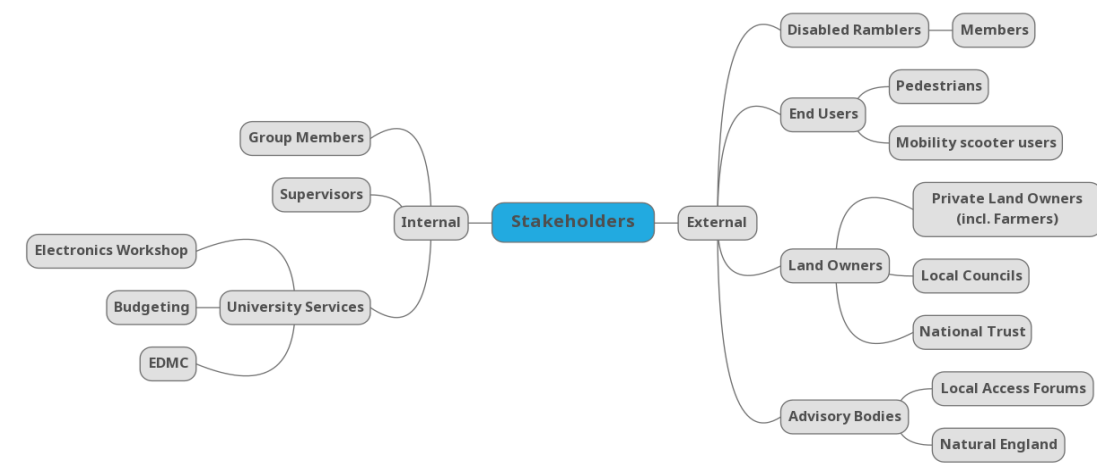 Stakeholders
Internal
Group Members
Supervisors
University Services
Electronics Workshop
Budgeting
EDMC
External
Disabled Ramblers
Members
End Users
Pedestrians
Mobility scooter users
Land Owners
Private Land Owners
(incl. Farmers)
Local Councils
National Trust
Advisory Bodies
Local Access Forums
Natural England